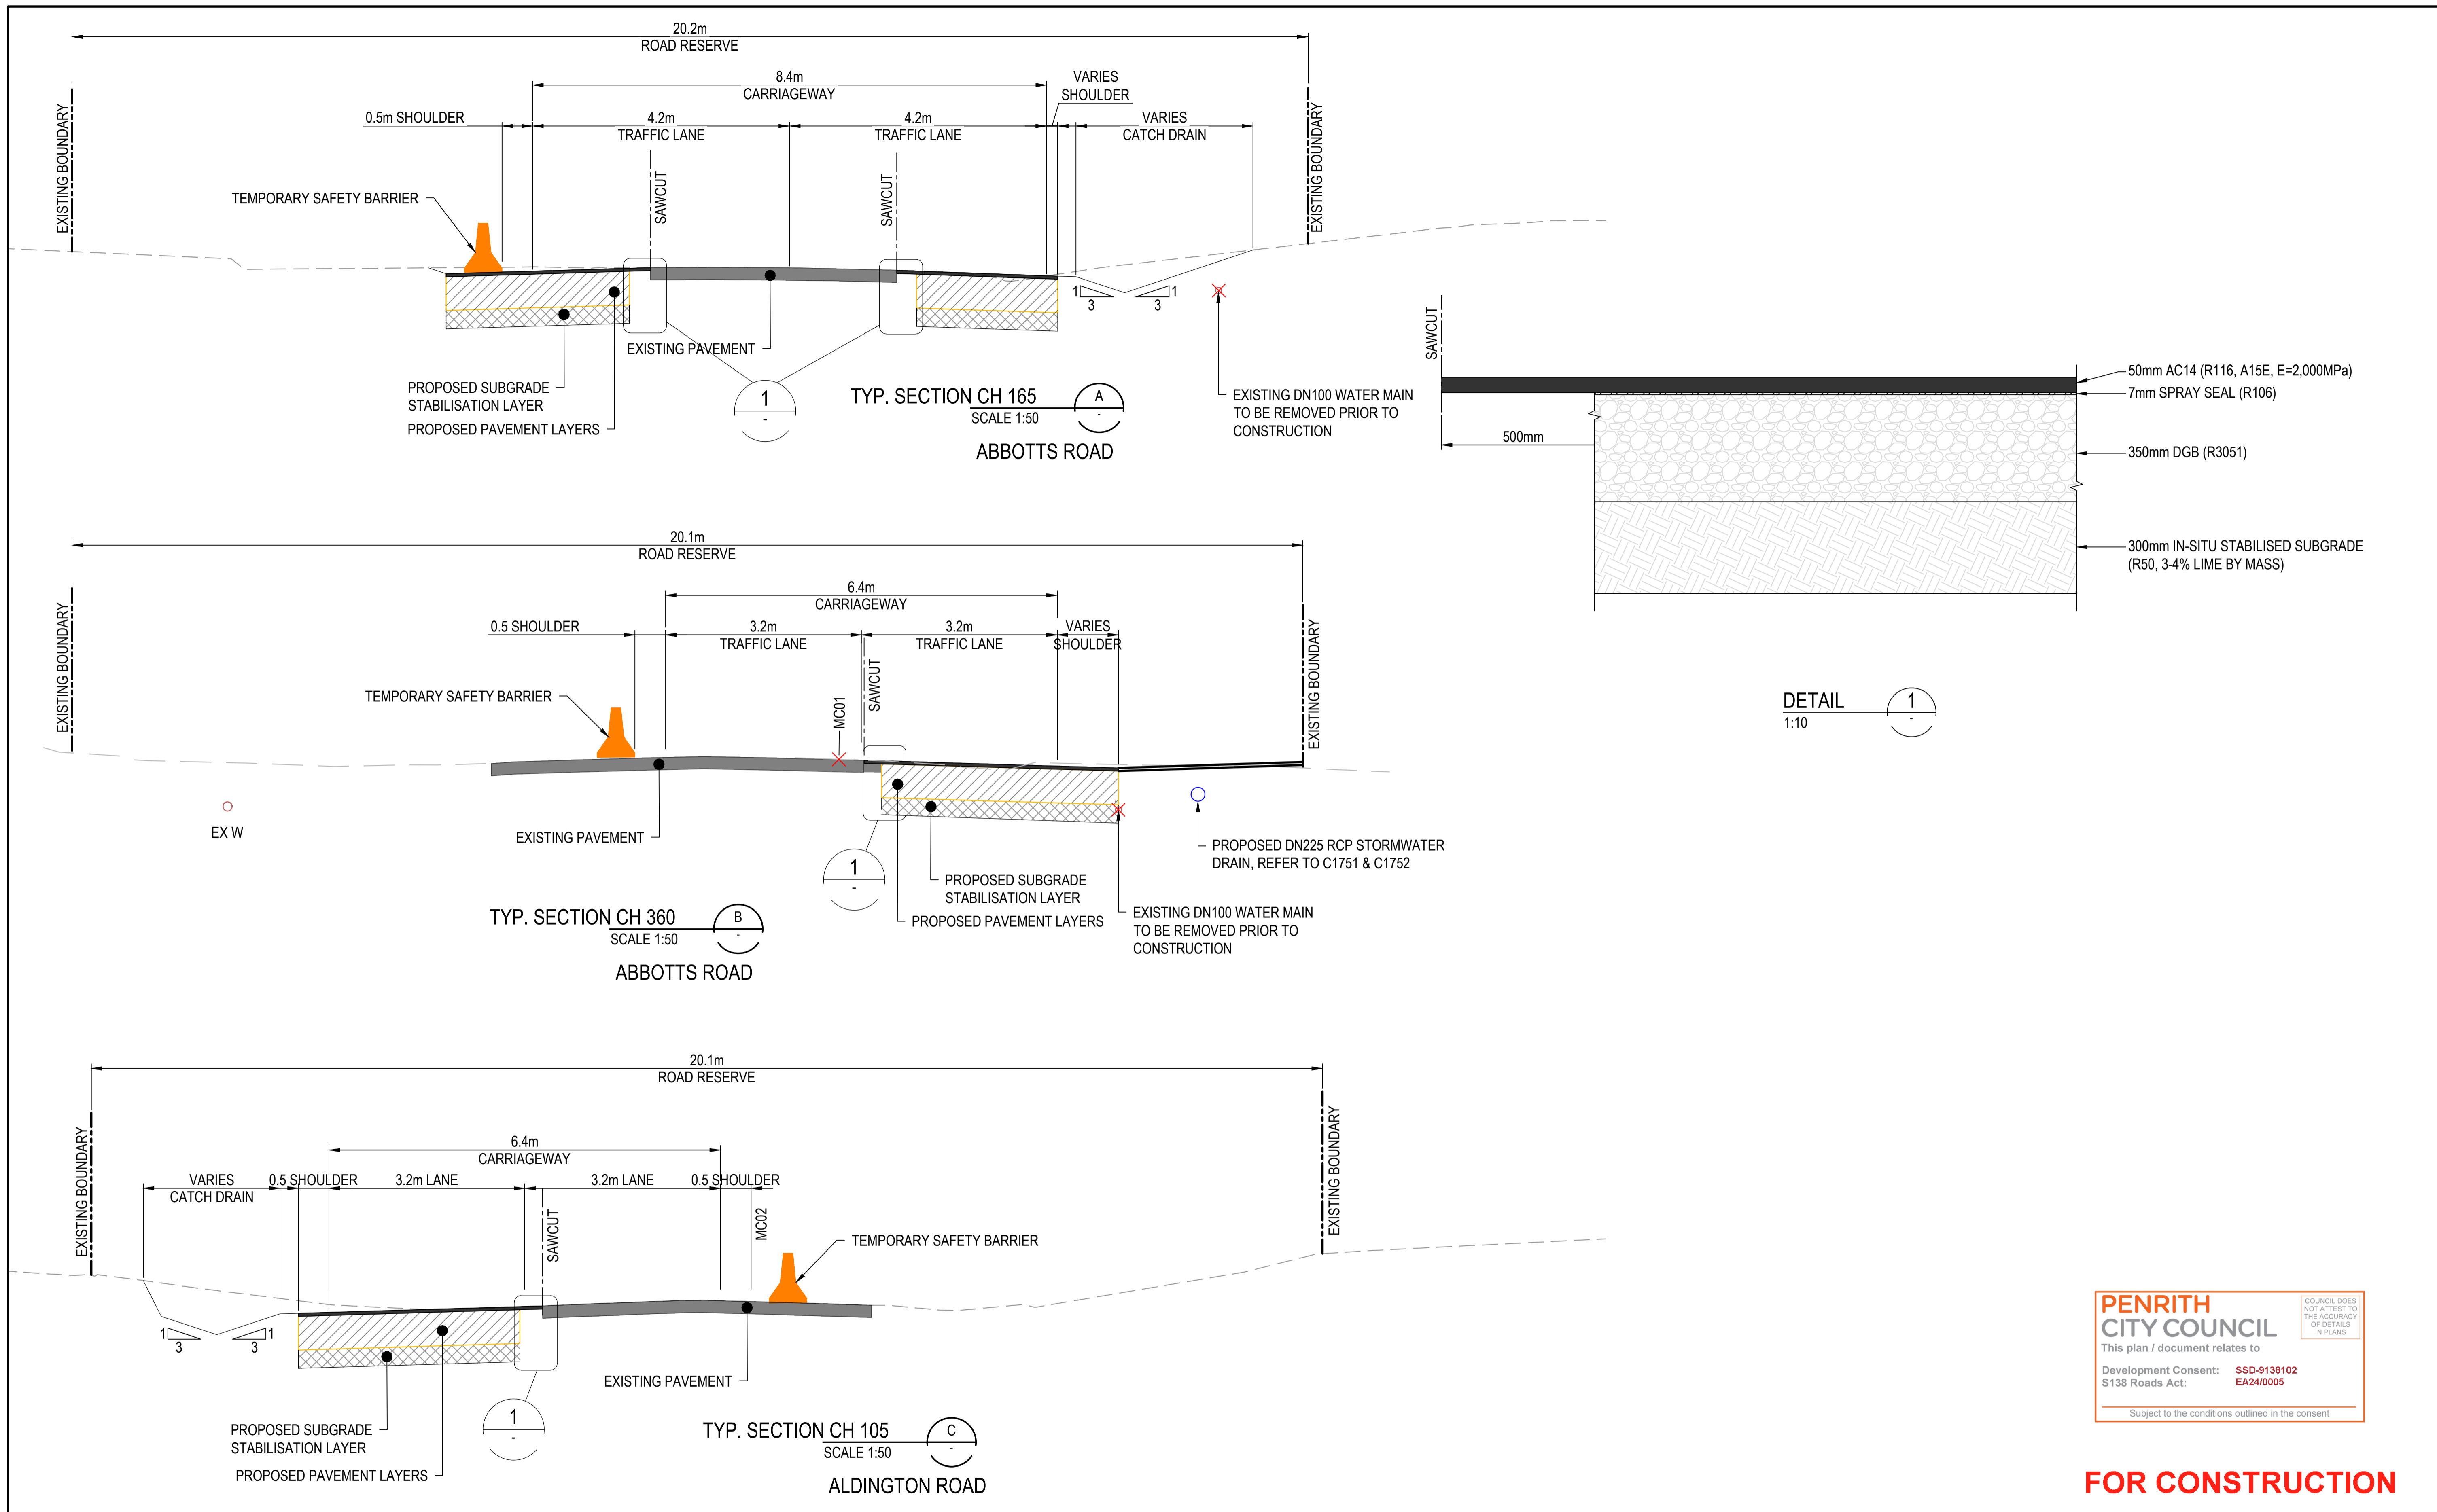 20.2m
ROAD RESERVE
8.4m
CARRIAGEWAY
VARIES
SHOULDER
0.5m SHOULDER
4.2m
TRAFFIC LANE
4.2m
TRAFFIC LANE
VARIES
CATCH DRAIN
EXISTING BOUNDARY
EXISTING BOUNDARY
SAWCUT
SAWCUT
TEMPORARY SAFETY BARRIER
1
3
1
3
EXISTING PAVEMENT
PROPOSED SUBGRADE
STABILISATION LAYER
PROPOSED PAVEMENT LAYERS
1
-
TYP. SECTION CH 165
SCALE 1:50
A
-
ABBOTTS ROAD
EXISTING DN100 WATER MAIN
TO BE REMOVED PRIOR TO
CONSTRUCTION
SAWCUT
500mm
50mm AC14 (R116, A15E, E=2,000MPa)
7mm SPRAY SEAL (R106)
350mm DGB (R3051)
300mm IN-SITU STABILISED SUBGRADE
(R50, 3-4% LIME BY MASS)
DETAIL
1:10
1
-
20.1m
ROAD RESERVE
6.4m
CARRIAGEWAY
0.5 SHOULDER
3.2m
TRAFFIC LANE
3.2m
TRAFFIC LANE
VARIES
SHOULDER
EXISTING BOUNDARY
EXISTING BOUNDARY
TEMPORARY SAFETY BARRIER
MC01
SAWCUT
EX W
EXISTING PAVEMENT
1
-
PROPOSED SUBGRADE
STABILISATION LAYER
PROPOSED PAVEMENT LAYERS
PROPOSED DN225 RCP STORMWATER
DRAIN, REFER TO C1751 & C1752
EXISTING DN100 WATER MAIN
TO BE REMOVED PRIOR TO
CONSTRUCTION
TYP. SECTION CH 360
SCALE 1:50
B
-
ABBOTTS ROAD
20.1m
ROAD RESERVE
6.4m
CARRIAGEWAY
VARIES
CATCH DRAIN
0.5 SHOULDER
3.2m LANE
3.2m LANE
0.5 SHOULDER
EXISTING BOUNDARY
EXISTING BOUNDARY
SAWCUT
MC02
TEMPORARY SAFETY BARRIER
1
3
1
3
EXISTING PAVEMENT
1
-
PROPOSED SUBGRADE
STABILISATION LAYER
PROPOSED PAVEMENT LAYERS
TYP. SECTION CH 105
SCALE 1:50
C
-
ALDINGTON ROAD
PENRITH
CITY COUNCIL
COUNCIL DOES
NOT ATTEST TO
THE ACCURACY
OF DETAILS
IN PLANS
This plan / document relates to
Development Consent: SSD-9138102
S138 Roads Act: EA24/0005
Subject to the conditions outlined in the consent
FOR CONSTRUCTION